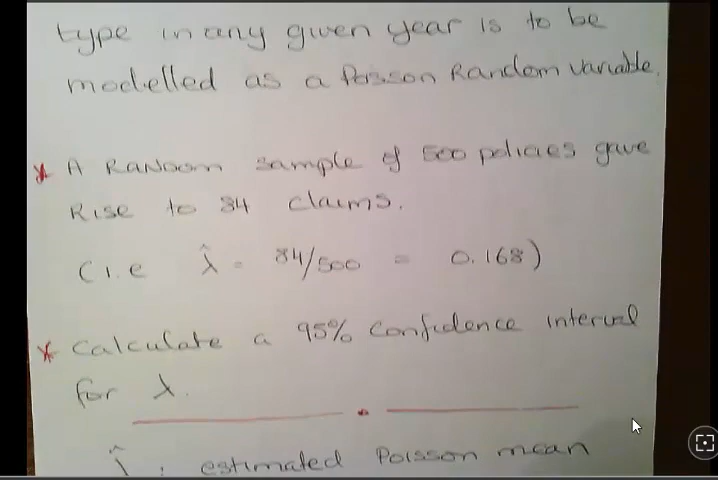 type in any given year is to be
modelled as a Poisson Random Variable.
* A Random sample of 500 policies gave
Rise to 84 claims.
(i.e λ̂ = 84/500 = 0.168)
* Calculate a 95% Confidence interval
for λ.
λ̂ : estimated Poisson mean